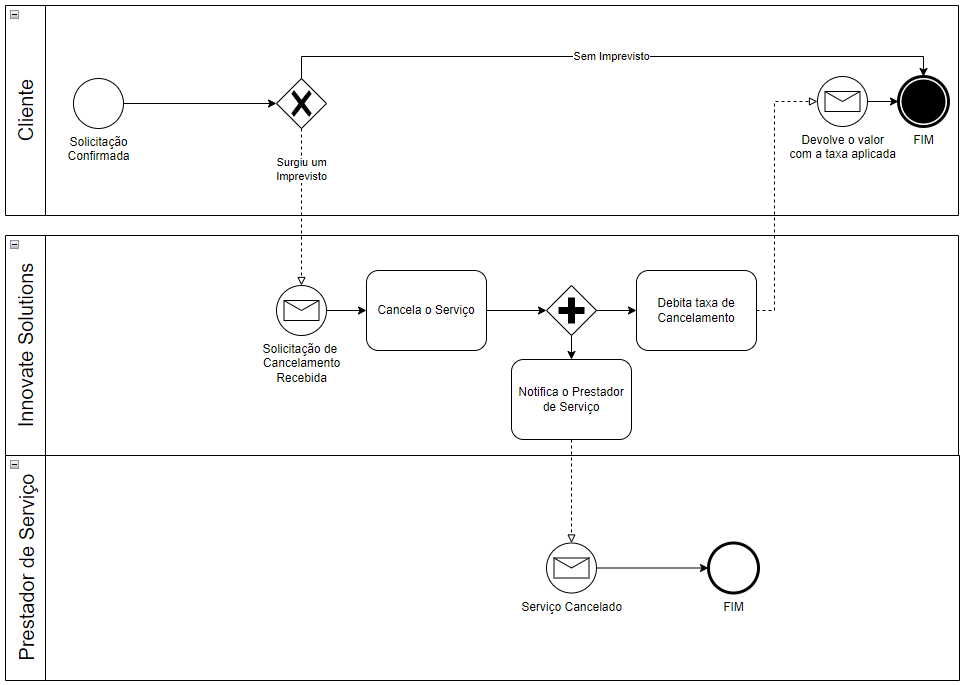 Cliente
Sem Imprevisto
Solicitação
Confirmada
Surgiu um
Imprevisto
Devolve o valor
com a taxa aplicada
FIM
Innovate Solutions
Solicitação de
Cancelamento
Recebida
Cancela o Serviço
Debita taxa de
Cancelamento
Notifica o Prestador
de Serviço
Prestador de Serviço
Serviço Cancelado
FIM